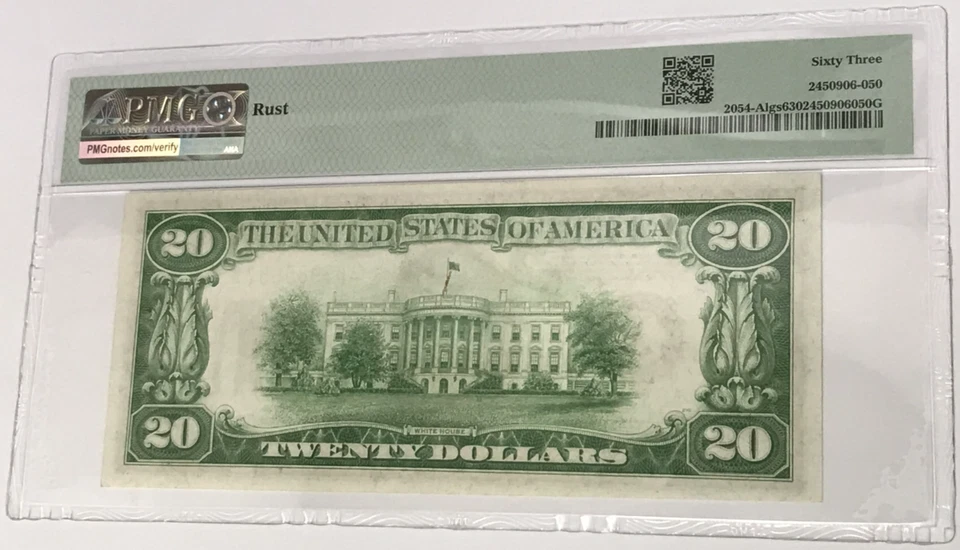 PMG
PAPER MONEY GUARANTY
PMGnotes.com/verify
ANA
Rust
Sixty Three
2450906-050
2054-Algs6302450906050G
20 THE UNITED STATES OF AMERICA 20
WHITE HOUSE
20 TWENTY DOLLARS 20